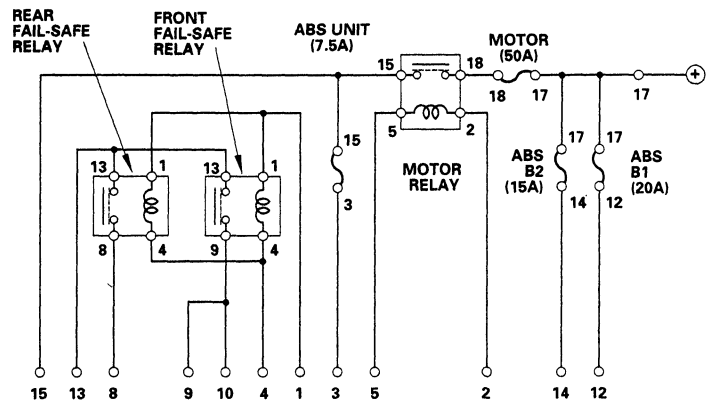 REAR
FAIL-SAFE
RELAY
FRONT
FAIL-SAFE
RELAY
ABS UNIT
(7.5A)
MOTOR
(50A)
15
18
18
17
17
+
5
2
MOTOR
RELAY
15
3
17
17
ABS
B2
(15A)
ABS
B1
(20A)
14
12
13
1
13
1
8
4
9
4
15
13
8
9
10
4
1
3
5
2
14
12